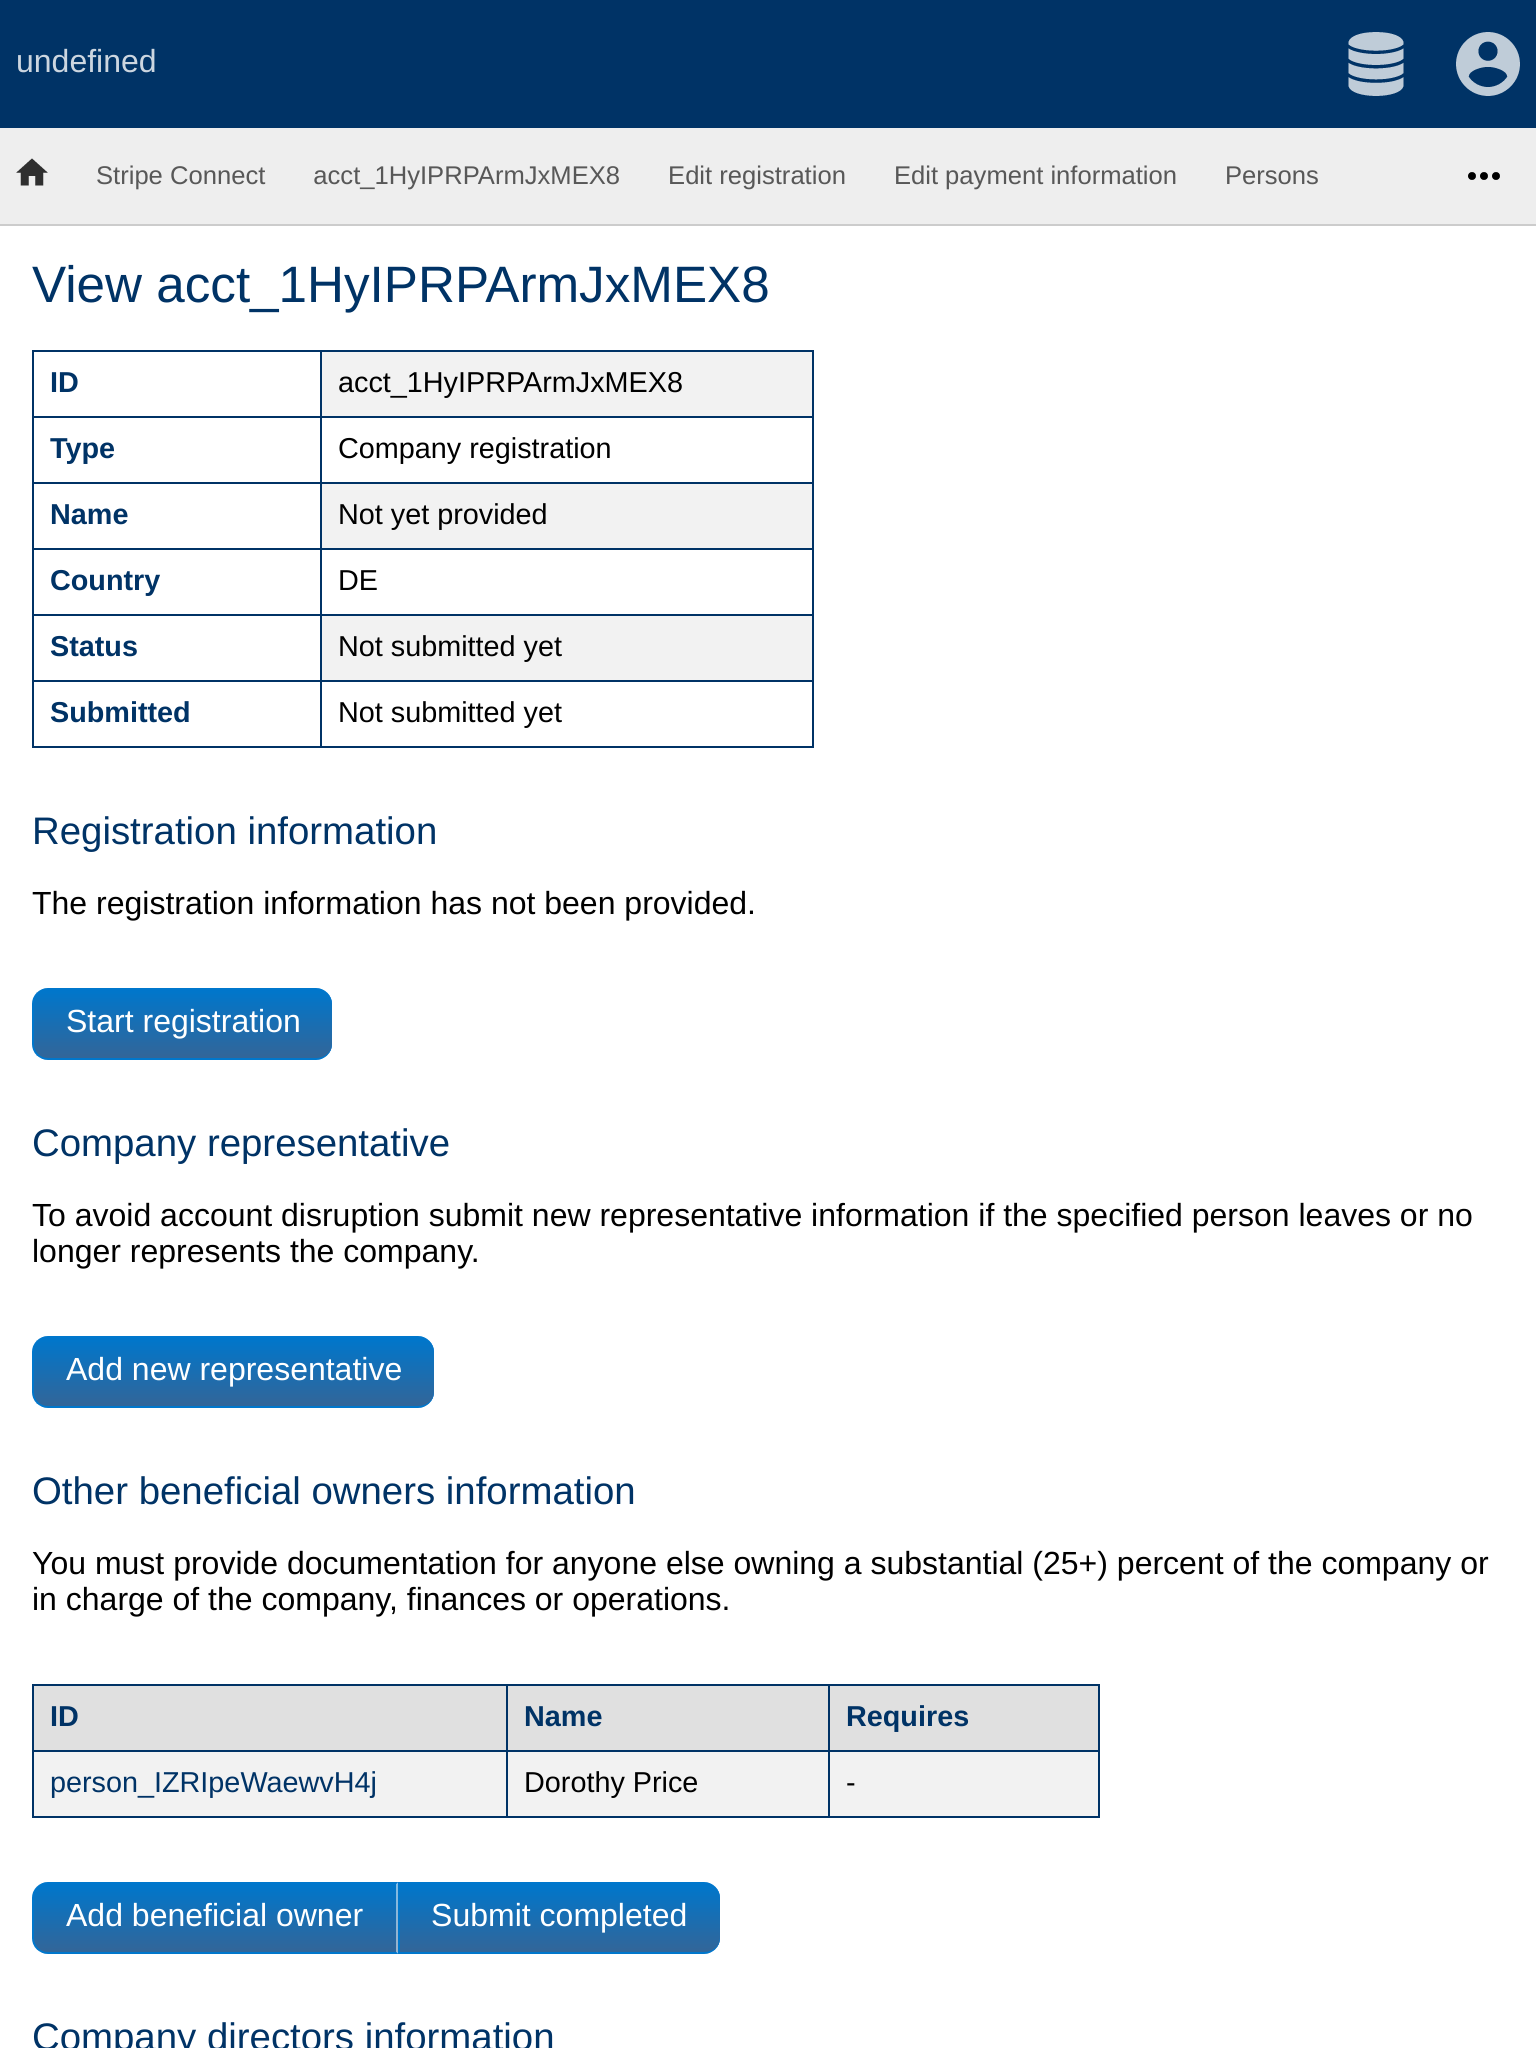 undefined
Stripe Connect acct_1HyIPRPArmJxMEX8 Edit registration Edit payment information Persons
View acct_1HyIPRPArmJxMEX8
ID acct_1HyIPRPArmJxMEX8
Type Company registration
Name Not yet provided
Country DE
Status Not submitted yet
Submitted Not submitted yet
Registration information
The registration information has not been provided.
Start registration
Company representative
To avoid account disruption submit new representative information if the specified person leaves or no
longer represents the company.
Add new representative
Other beneficial owners information
You must provide documentation for anyone else owning a substantial (25+) percent of the company or
in charge of the company, finances or operations.
ID Name Requires
person_IZRIpeWaewvH4j Dorothy Price -
Add beneficial owner Submit completed
Company directors information